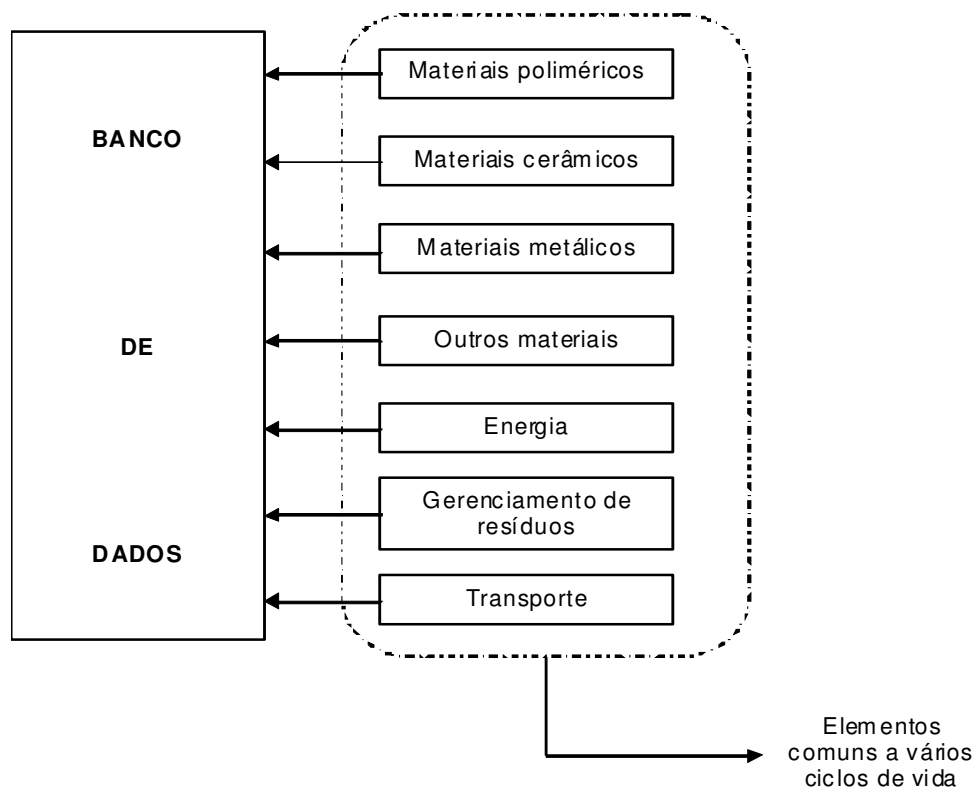 BANCO
DE
DADOS
Materiais poliméricos
Materiais cerâmicos
Materiais metálicos
Outros materiais
Energia
Gerenciamento de
resíduos
Transporte
Elementos
comuns a vários
ciclos de vida